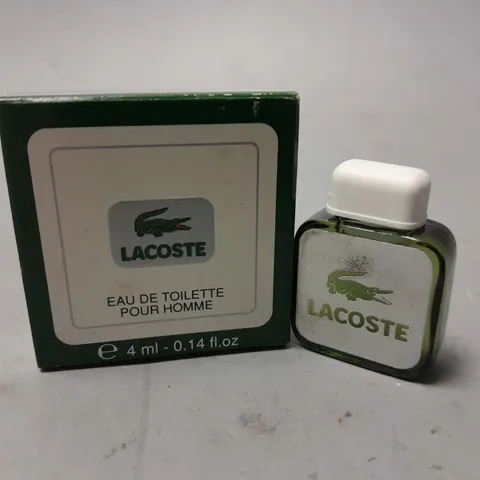 LACOSTE
EAU DE TOILETTE
POUR HOMME
e 4 ml - 0.14 fl.oz
LACOSTE